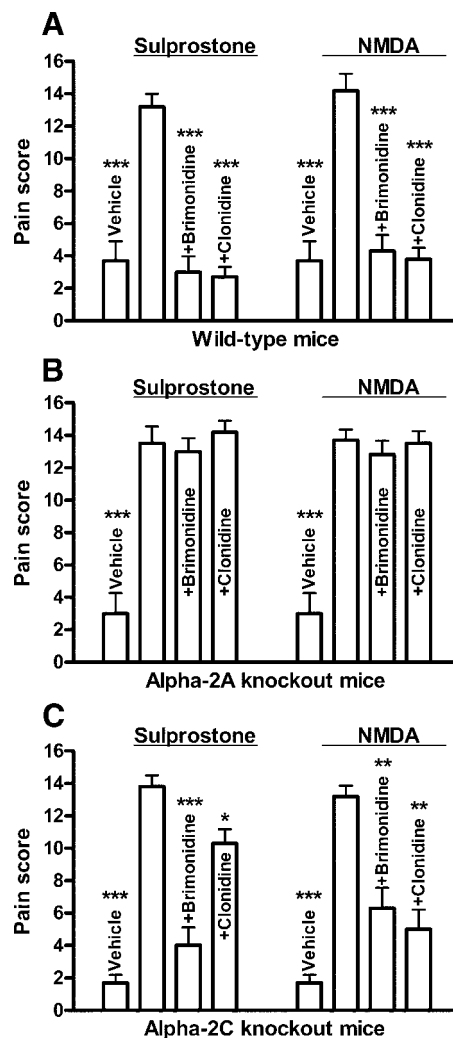 A
Sulprostone NMDA
Pain score
16
14
12
10
8
6
4
2
0
*** Vehicle
*** +Brimonidine
*** +Clonidine
*** Vehicle
*** +Brimonidine
*** +Clonidine
Wild-type mice
B
Sulprostone NMDA
Pain score
16
14
12
10
8
6
4
2
0
*** Vehicle
+Brimonidine
+Clonidine
*** Vehicle
+Brimonidine
+Clonidine
Alpha-2A knockout mice
C
Sulprostone NMDA
Pain score
16
14
12
10
8
6
4
2
0
*** Vehicle
*** +Brimonidine
* +Clonidine
*** Vehicle
** +Brimonidine
** +Clonidine
Alpha-2C knockout mice